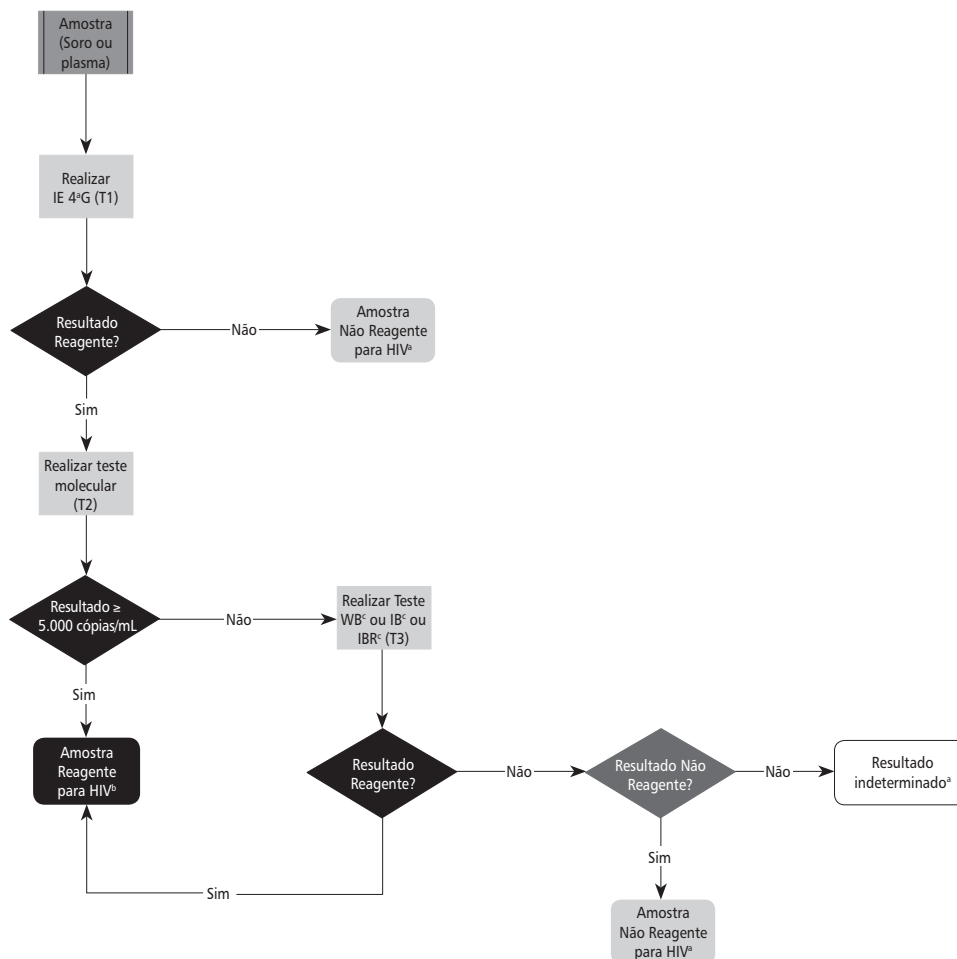 Amostra
(Soro ou
plasma)
Realizar
IE 4ªG (T1)
Resultado
Reagente?
Não
Amostra
Não Reagente
para HIVª
Sim
Realizar teste
molecular
(T2)
Resultado ≥
5.000 cópias/mL
Não
Realizar Teste
WBᶜ ou IBᶜ ou
IBRᶜ (T3)
Sim
Amostra
Reagente
para HIVᵇ
Resultado
Reagente?
Não
Resultado Não
Reagente?
Não
Resultado
indeterminadoª
Sim
Sim
Amostra
Não Reagente
para HIVª